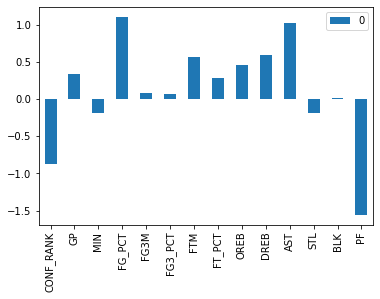 0
1.0
0.5
0.0
-0.5
-1.0
-1.5
CONF_RANK
GP
MIN
FG_PCT
FG3M
FG3_PCT
FTM
FT_PCT
OREB
DREB
AST
STL
BLK
PF